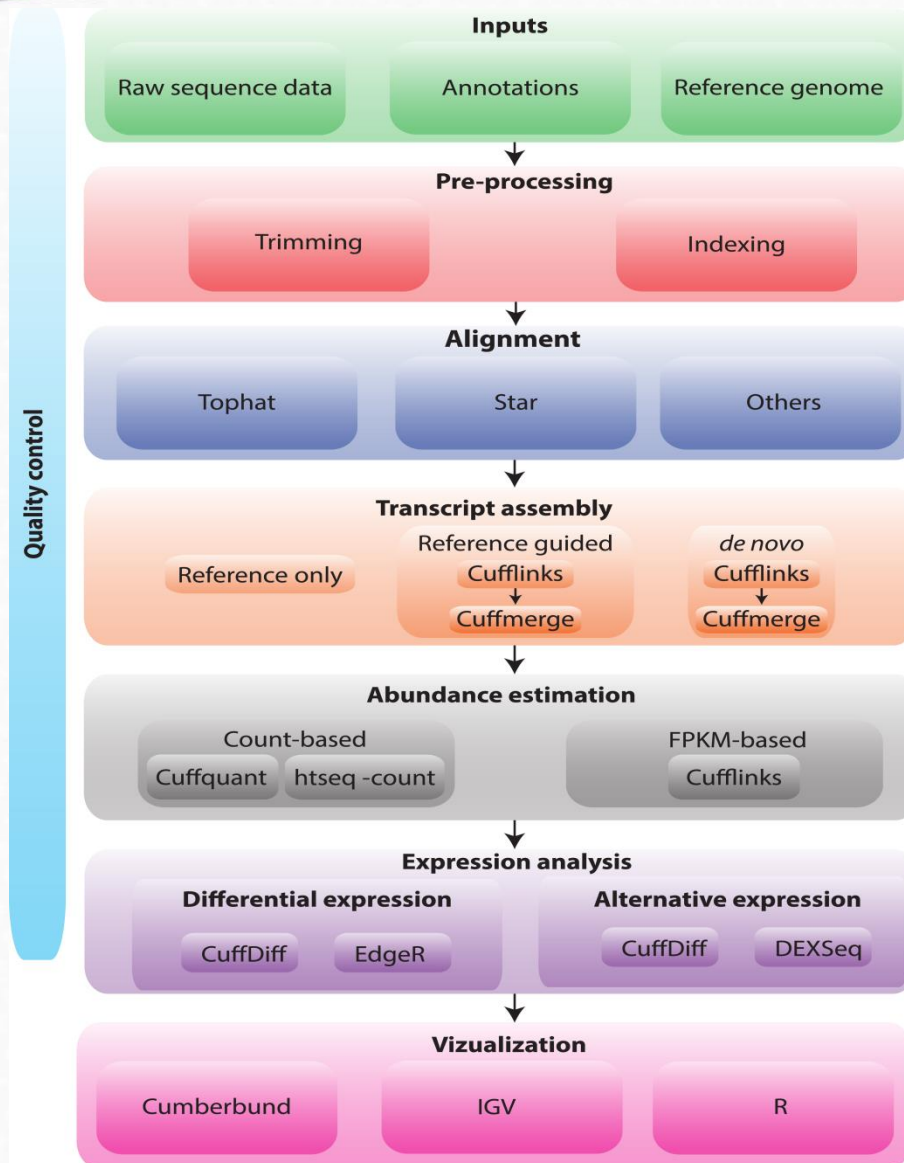 Inputs
Raw sequence data
Annotations
Reference genome
Pre-processing
Trimming
Indexing
Alignment
Tophat
Star
Others
Quality control
Transcript assembly
Reference only
Reference guided
Cufflinks
Cuffmerge
de novo
Cufflinks
Cuffmerge
Abundance estimation
Count-based
Cuffquant
htseq -count
FPKM-based
Cufflinks
Expression analysis
Differential expression
CuffDiff
EdgeR
Alternative expression
CuffDiff
DEXSeq
Vizualization
Cumberbund
IGV
R